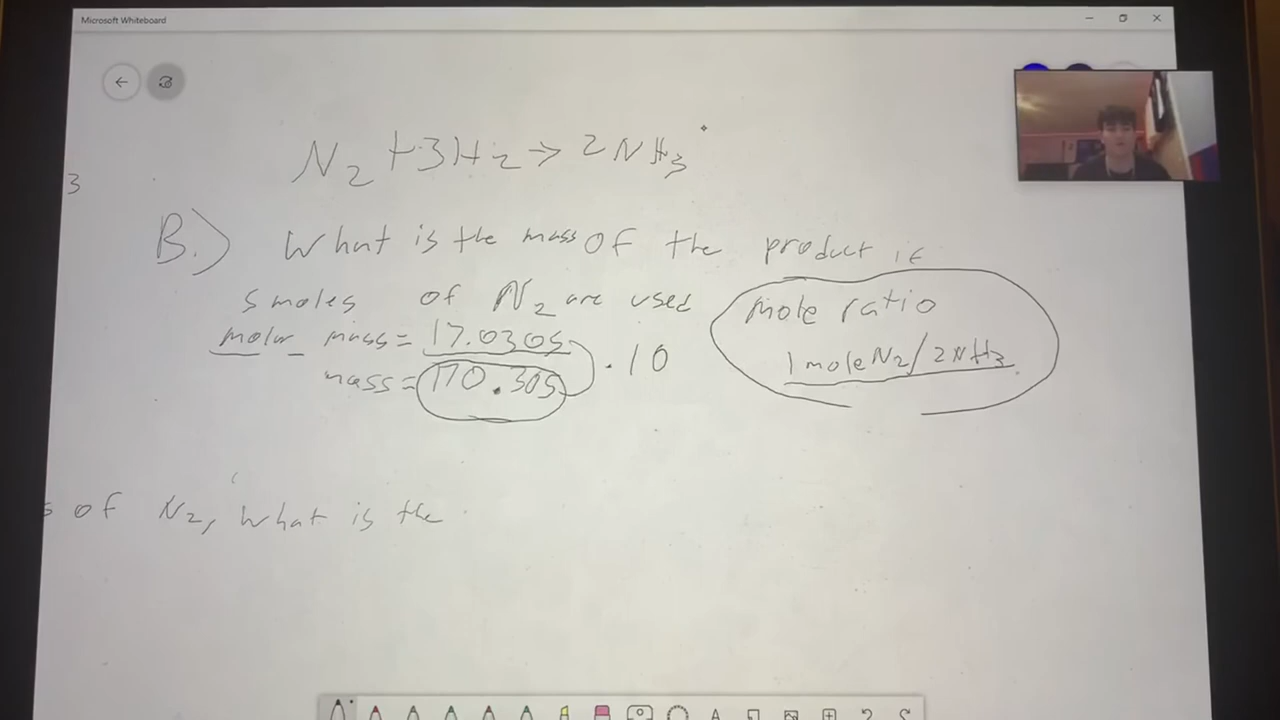 Microsoft Whiteboard
N2 + 3H2 → 2NH3
3
B.) What is the mass of the product if
5 moles of N2 are used
mole ratio
molar mass = 17.0305
1 mole N2 / 2NH3
mass = 170.305
· 10
s of N2, what is the